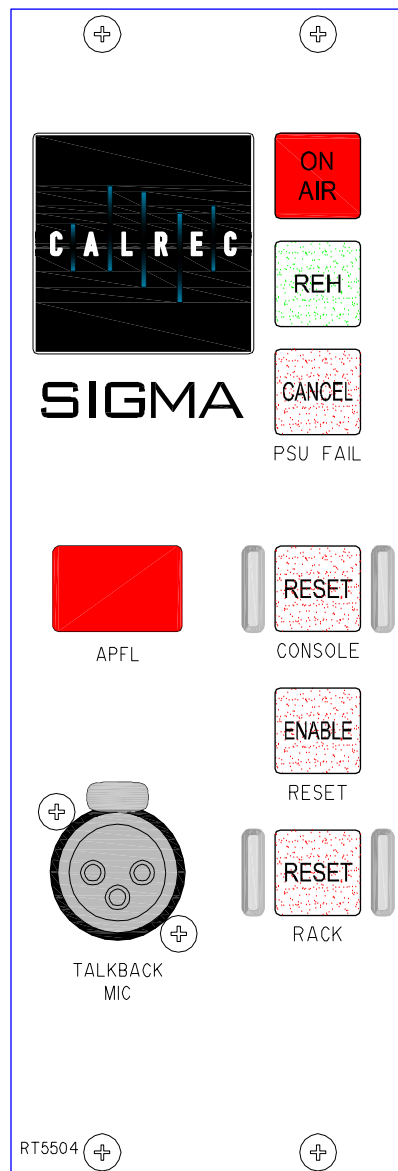 ON
AIR
CALREC
REH
CANCEL
SIGMA
PSU FAIL
RESET
APFL
CONSOLE
ENABLE
RESET
RESET
RACK
TALKBACK
MIC
RT5504